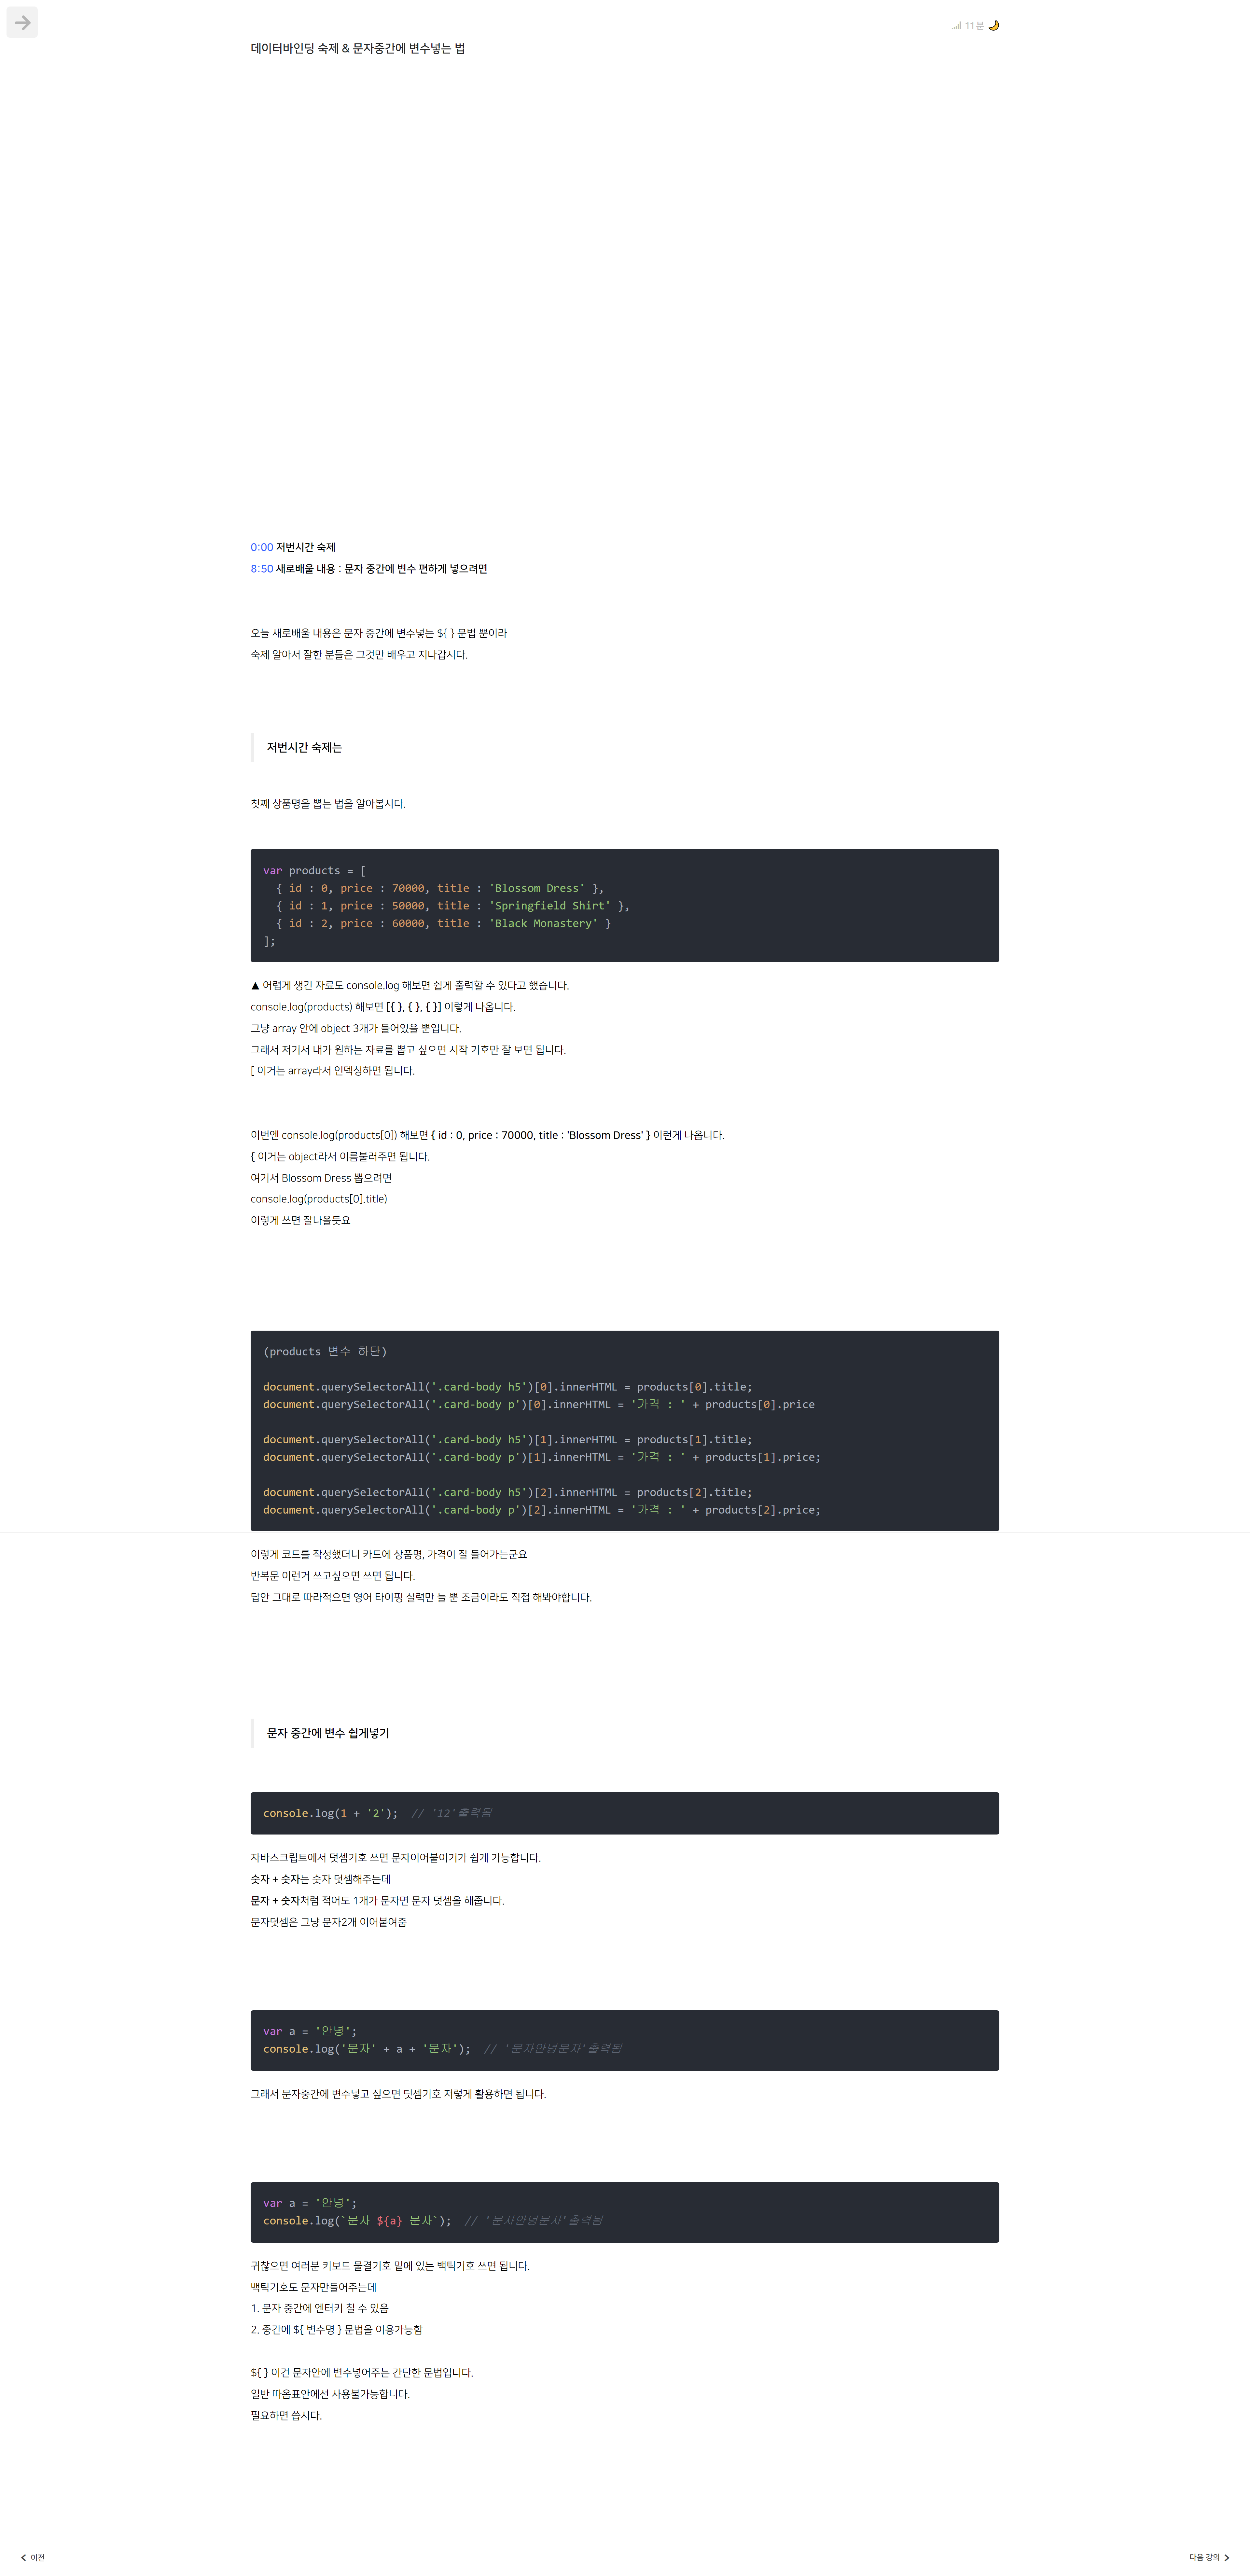 11분
데이터바인딩 숙제 & 문자중간에 변수넣는 법
0:00 저번시간 숙제
8:50 새로배울 내용 : 문자 중간에 변수 편하게 넣으려면
오늘 새로배울 내용은 문자 중간에 변수넣는 ${ } 문법 뿐이라
숙제 알아서 잘한 분들은 그것만 배우고 지나갑시다.
저번시간 숙제는
첫째 상품명을 뽑는 법을 알아봅시다.
var products = [
  { id : 0, price : 70000, title : 'Blossom Dress' },
  { id : 1, price : 50000, title : 'Springfield Shirt' },
  { id : 2, price : 60000, title : 'Black Monastery' }
];
▲ 어렵게 생긴 자료도 console.log 해보면 쉽게 출력할 수 있다고 했습니다.
console.log(products) 해보면 [{ }, { }, { }] 이렇게 나옵니다.
그냥 array 안에 object 3개가 들어있을 뿐입니다.
그래서 저기서 내가 원하는 자료를 뽑고 싶으면 시작 기호만 잘 보면 됩니다.
[ 이거는 array라서 인덱싱하면 됩니다.
이번엔 console.log(products[0]) 해보면 { id : 0, price : 70000, title : 'Blossom Dress' } 이런게 나옵니다.
{ 이거는 object라서 이름불러주면 됩니다.
여기서 Blossom Dress 뽑으려면
console.log(products[0].title)
이렇게 쓰면 잘나올듯요
(products 변수 하단)
document.querySelectorAll('.card-body h5')[0].innerHTML = products[0].title;
document.querySelectorAll('.card-body p')[0].innerHTML = '가격 : ' + products[0].price
document.querySelectorAll('.card-body h5')[1].innerHTML = products[1].title;
document.querySelectorAll('.card-body p')[1].innerHTML = '가격 : ' + products[1].price;
document.querySelectorAll('.card-body h5')[2].innerHTML = products[2].title;
document.querySelectorAll('.card-body p')[2].innerHTML = '가격 : ' + products[2].price;
이렇게 코드를 작성했더니 카드에 상품명, 가격이 잘 들어가는군요
반복문 이런거 쓰고싶으면 쓰면 됩니다.
답안 그대로 따라적으면 영어 타이핑 실력만 늘 뿐 조금이라도 직접 해봐야합니다.
문자 중간에 변수 쉽게넣기
console.log(1 + '2');  // '12'출력됨
자바스크립트에서 덧셈기호 쓰면 문자이어붙이기가 쉽게 가능합니다.
숫자 + 숫자는 숫자 덧셈해주는데
문자 + 숫자처럼 적어도 1개가 문자면 문자 덧셈을 해줍니다.
문자덧셈은 그냥 문자2개 이어붙여줌
var a = '안녕';
console.log('문자' + a + '문자');  // '문자안녕문자'출력됨
그래서 문자중간에 변수넣고 싶으면 덧셈기호 저렇게 활용하면 됩니다.
var a = '안녕';
console.log(`문자 ${a} 문자`);  // '문자안녕문자'출력됨
귀찮으면 여러분 키보드 물결기호 밑에 있는 백틱기호 쓰면 됩니다.
백틱기호도 문자만들어주는데
1. 문자 중간에 엔터키 칠 수 있음
2. 중간에 ${ 변수명 } 문법을 이용가능함
${ } 이건 문자안에 변수넣어주는 간단한 문법입니다.
일반 따옴표안에선 사용불가능합니다.
필요하면 씁시다.
이전
다음 강의